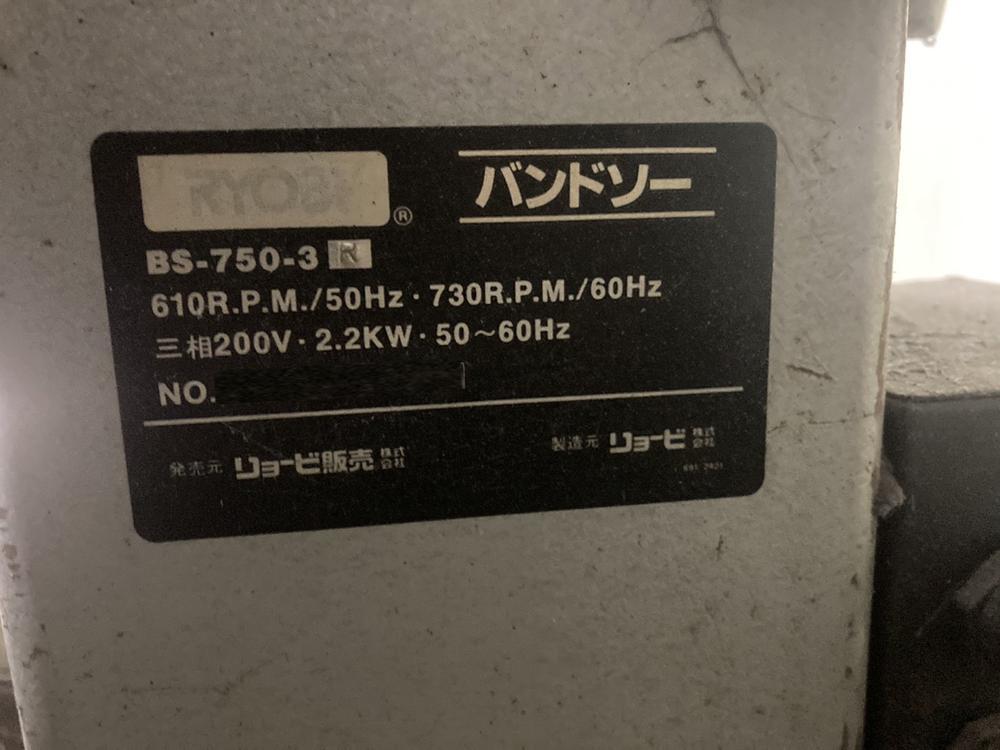 RYOBI ®
バンドソー
BS-750-3 R
610R.P.M./50Hz・730R.P.M./60Hz
三相200V・2.2KW・50～60Hz
NO.
発売元 リョービ販売株式会社
製造元 リョービ株式会社